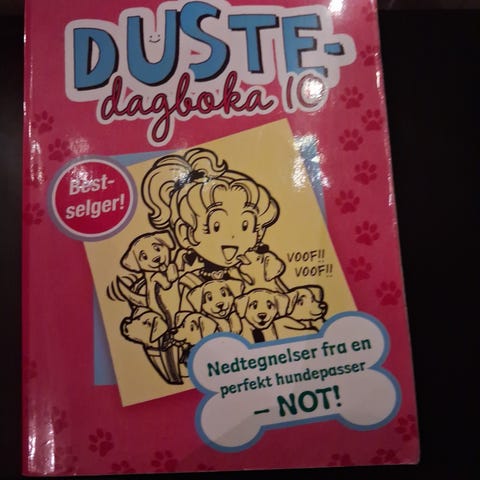 DUSTE-
dagboka 10
Best-
selger!
VOOF!!
VOOF!!
Nedtegnelser fra en
perfekt hundepasser
– NOT!